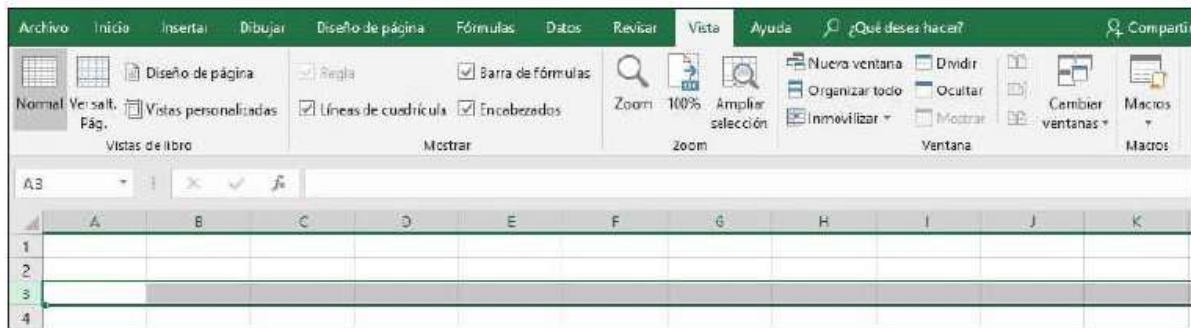 Archivo Inicio Insertar Dibujar Diseño de página Fórmulas Datos Revisar Vista Ayuda ¿Qué desea hacer? Compartir
Normal
Ver salt. Pág.
Diseño de página
Vistas personalizadas
Vistas de libro
Regla
Barra de fórmulas
Líneas de cuadrícula
Encabezados
Mostrar
Zoom
100%
Ampliar selección
Zoom
Nueva ventana
Organizar todo
Inmovilizar
Dividir
Ocultar
Mostrar
Cambiar ventanas
Ventana
Macros
Macros
A3 fx
A B C D E F G H I J K
1
2
3
4